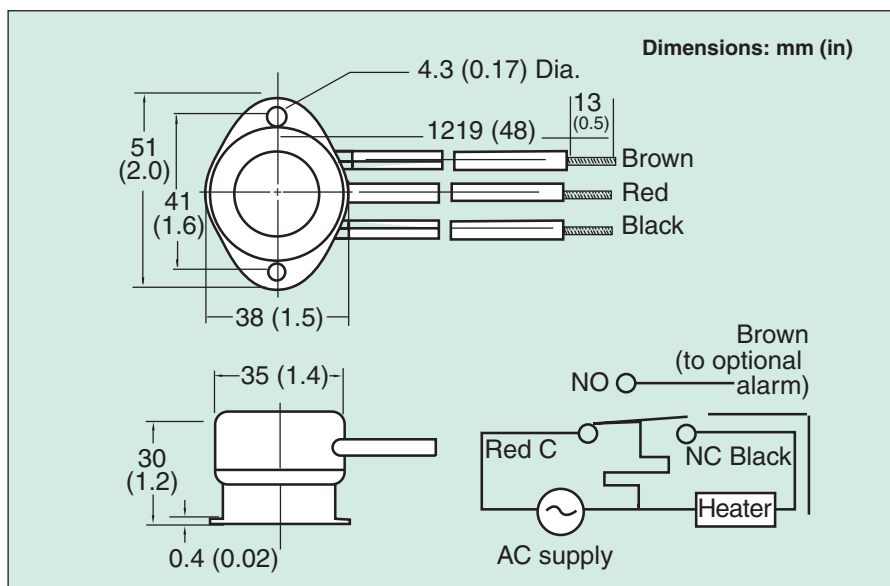 Dimensions: mm (in)
4.3 (0.17) Dia.
13
(0.5)
1219 (48)
51
(2.0)
41
(1.6)
Brown
Red
Black
38 (1.5)
35 (1.4)
30
(1.2)
0.4 (0.02)
Brown
(to optional
alarm)
NO
Red C
NC Black
Heater
AC supply